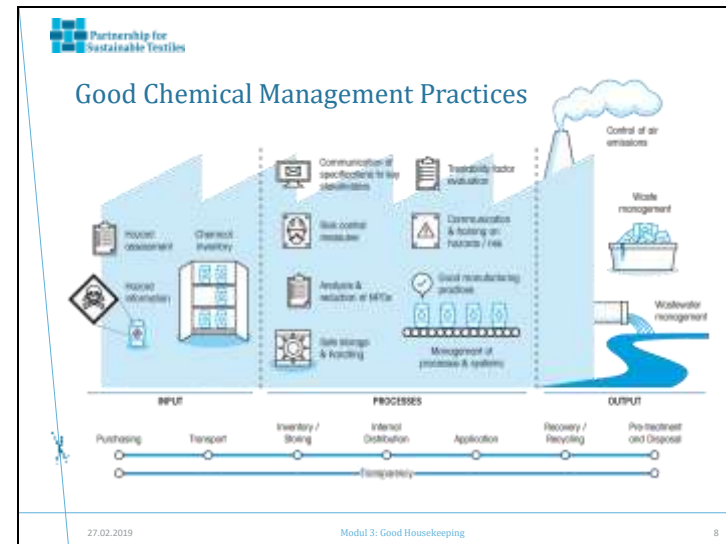 Partnership for
Sustainable Textiles
Good Chemical Management Practices
Control of air
emissions
Communication of
specifications to key
stakeholders
Traceability factor
evaluation
Hazard
assessment
Chemical
inventory
Risk control
measures
Communication
& training on
hazards / risk
Waste
management
Hazard
information
Analysis &
reduction of
Good manufacturing
practices
Safe storage
& handling
Management of
processes & systems
Wastewater
management
INPUT
PROCESSES
OUTPUT
Purchasing
Transport
Inventory /
Storing
Internal
Distribution
Application
Recovery /
Recycling
Pre-treatment
and Disposal
Transparency
27.02.2019
Modul 3: Good Housekeeping
8